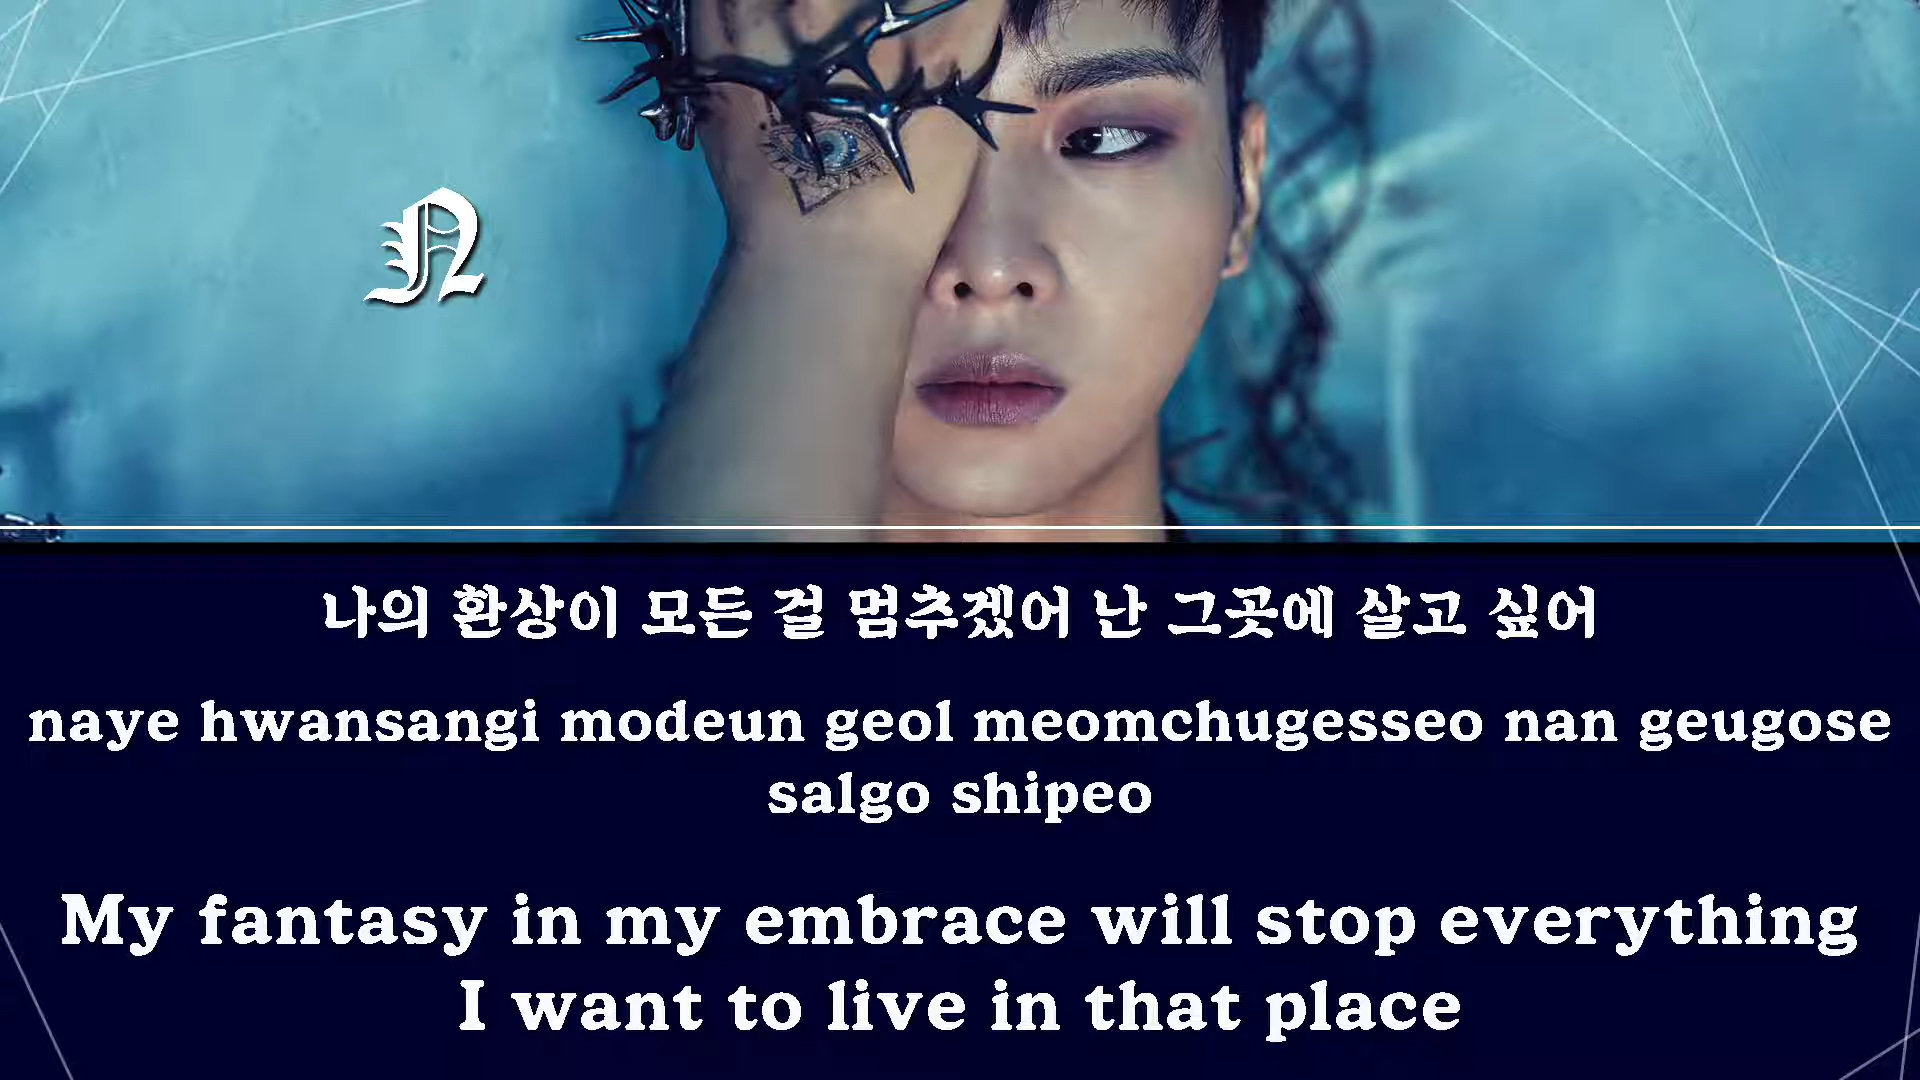 N
나의 환상이 모든 걸 멈추겠어 난 그곳에 살고 싶어
naye hwansangi modeun geol meomchugesseo nan geugose
salgo shipeo
My fantasy in my embrace will stop everything
I want to live in that place